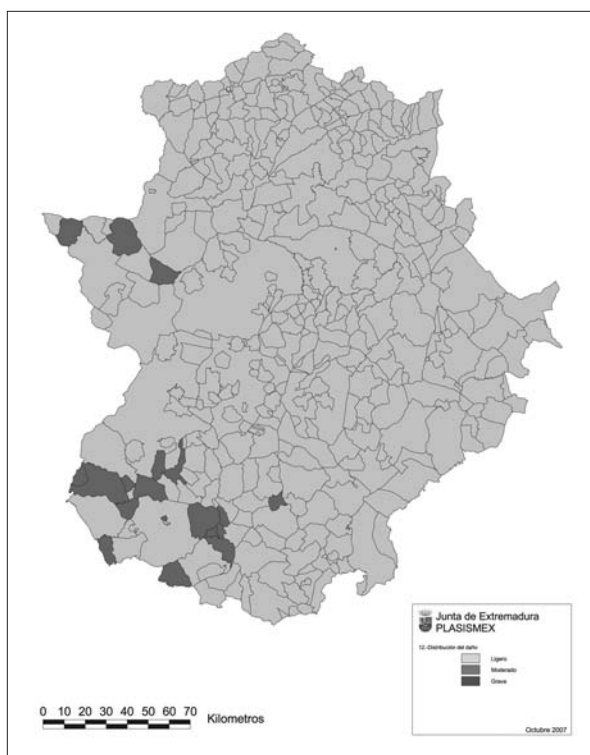 Junta de Extremadura
PLASISMEX
12.-Distribución del daño
Ligero
Moderado
Grave
0 10 20 30 40 50 60 70
Kilometros
Octubre 2007